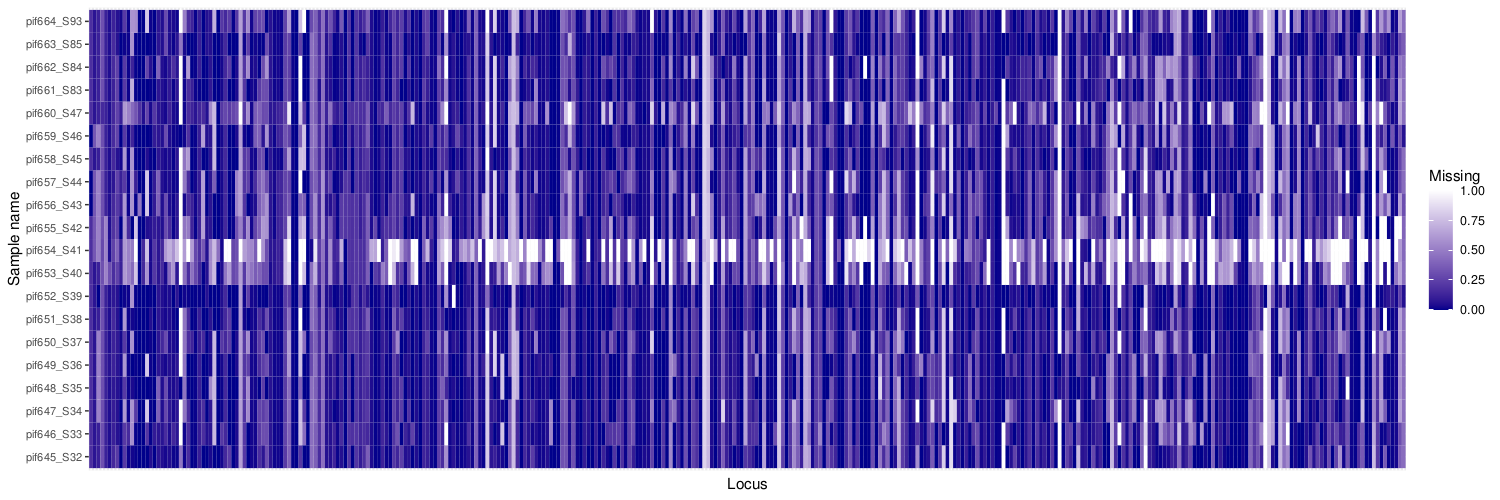 pif664_S93
pif663_S85
pif662_S84
pif661_S83
pif660_S47
pif659_S46
pif658_S45
pif657_S44
pif656_S43
pif655_S42
pif654_S41
pif653_S40
pif652_S39
pif651_S38
pif650_S37
pif649_S36
pif648_S35
pif647_S34
pif646_S33
pif645_S32
Sample name
Locus
Missing
1.00
0.75
0.50
0.25
0.00